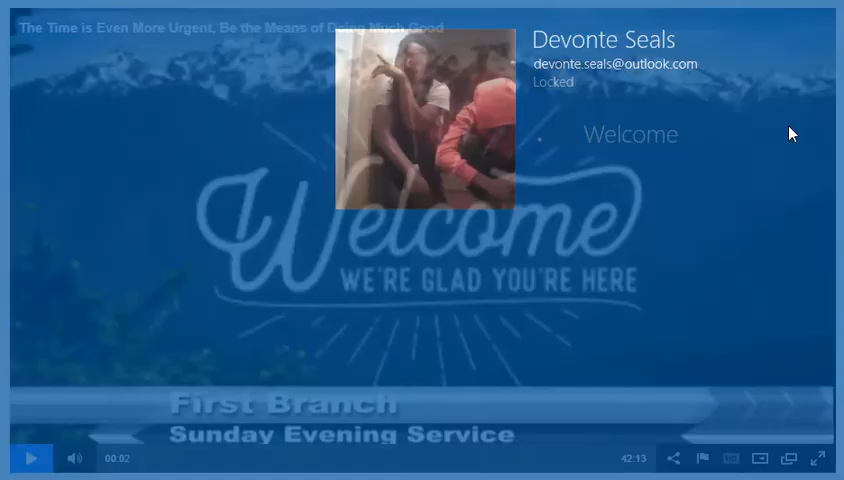 The Time is Even More Urgent, Be the Means of Doing Much Good
Devonte Seals
devonte.seals@outlook.com
Locked
Welcome
Welcome
WE'RE GLAD YOU'RE HERE
First Branch
Sunday Evening Service
00:02
42:13
HD